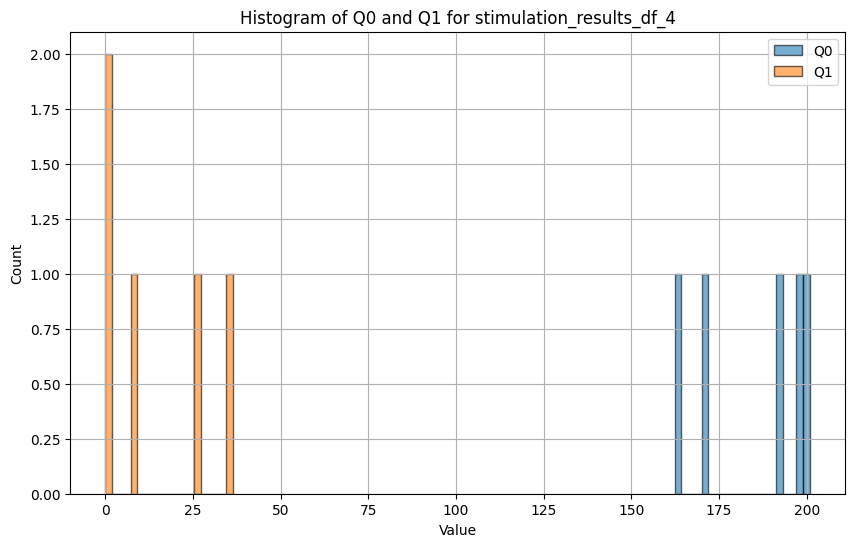 Histogram of Q0 and Q1 for stimulation_results_df_4
Q0
Q1
2.00
1.75
1.50
1.25
1.00
0.75
0.50
0.25
0.00
Count
0 25 50 75 100 125 150 175 200
Value